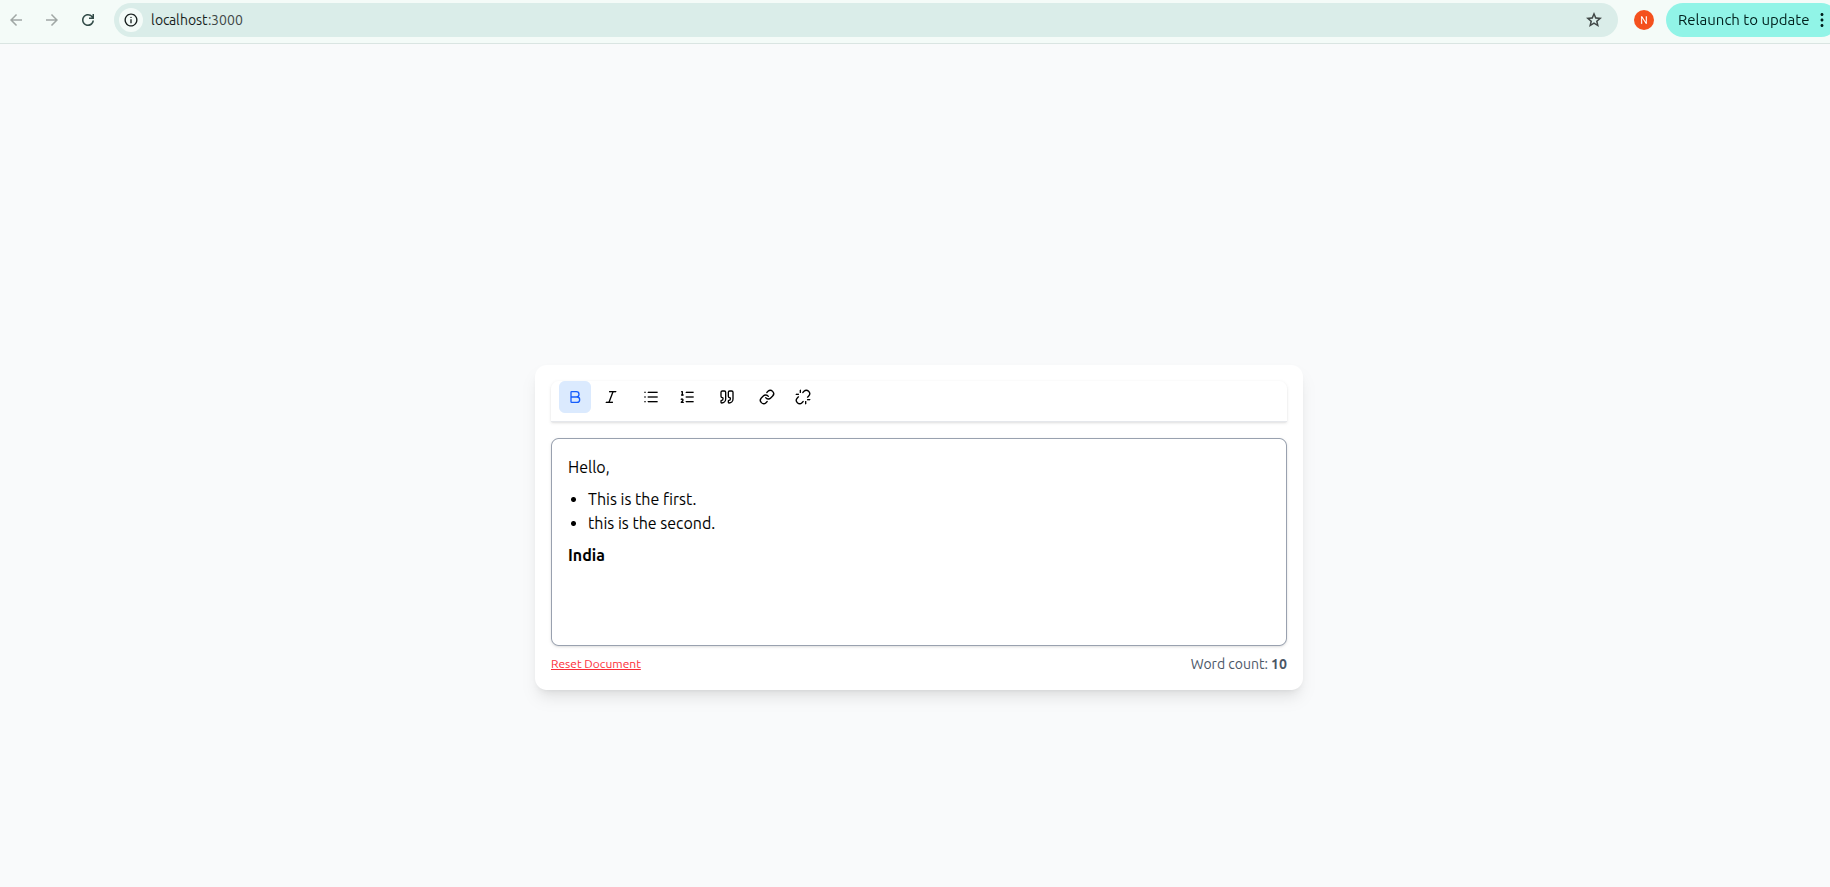 localhost:3000
N
Relaunch to update
B I
Hello,
• This is the first.
• this is the second.
India
Reset Document
Word count: 10